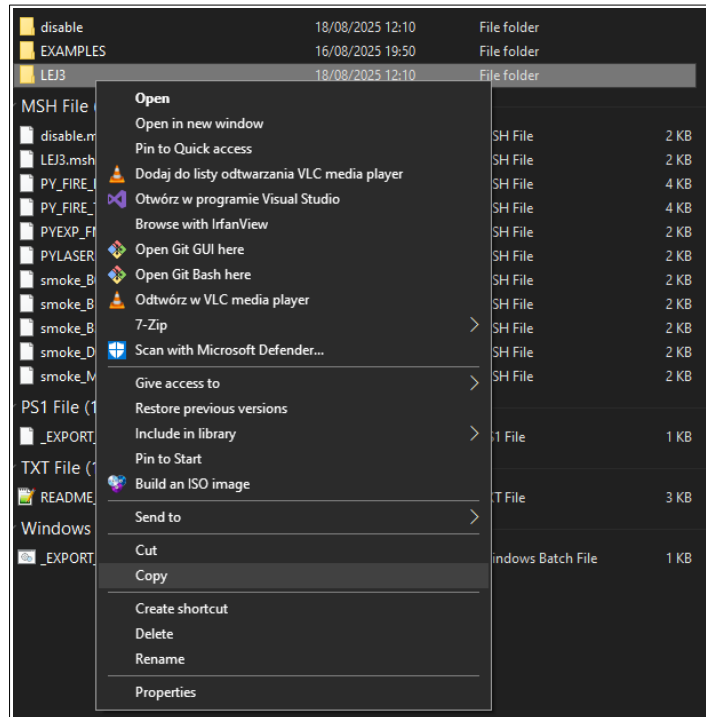 disable 18/08/2025 12:10 File folder
EXAMPLES 16/08/2025 19:50 File folder
LEJ3 18/08/2025 12:10 File folder
MSH File (
disable.m SH File 2 KB
LEJ3.msh SH File 2 KB
PY_FIRE_ SH File 4 KB
PY_FIRE_ SH File 4 KB
PYEXP_F SH File 2 KB
PYLASER SH File 2 KB
smoke_B SH File 2 KB
smoke_B SH File 2 KB
smoke_B SH File 2 KB
smoke_D SH File 2 KB
smoke_M SH File 2 KB
PS1 File (1
_EXPORT_ S1 File 1 KB
TXT File (1
README_ XT File 3 KB
Windows
_EXPORT_ indows Batch File 1 KB
Open
Open in new window
Pin to Quick access
Dodaj do listy odtwarzania VLC media player
Otwórz w programie Visual Studio
Browse with IrfanView
Open Git GUI here
Open Git Bash here
Odtwórz w VLC media player
7-Zip
Scan with Microsoft Defender...
Give access to
Restore previous versions
Include in library
Pin to Start
Build an ISO image
Send to
Cut
Copy
Create shortcut
Delete
Rename
Properties